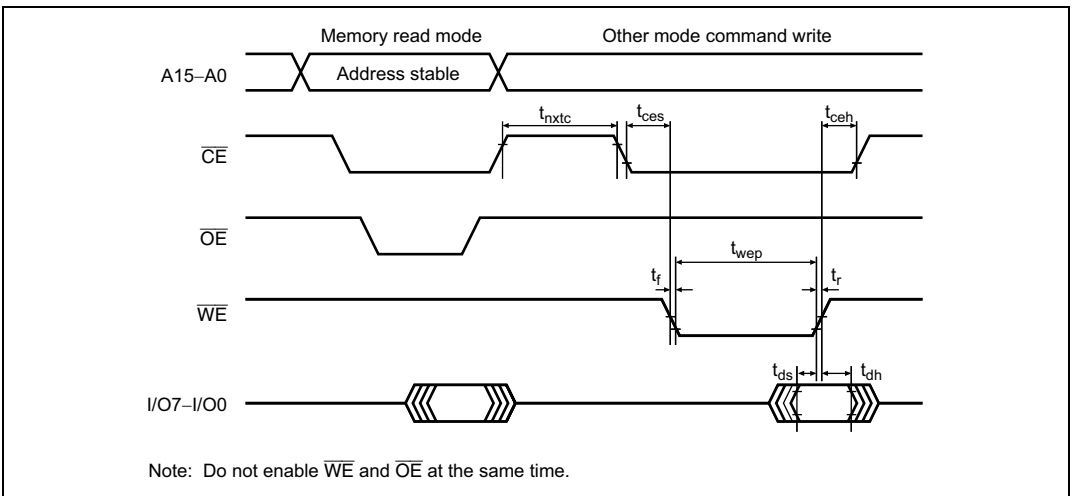 Memory read mode Other mode command write
A15–A0 Address stable
tnxtc tces tceh
CE
OE
twep
tf tr
WE
tds tdh
I/O7–I/O0
Note: Do not enable WE and OE at the same time.